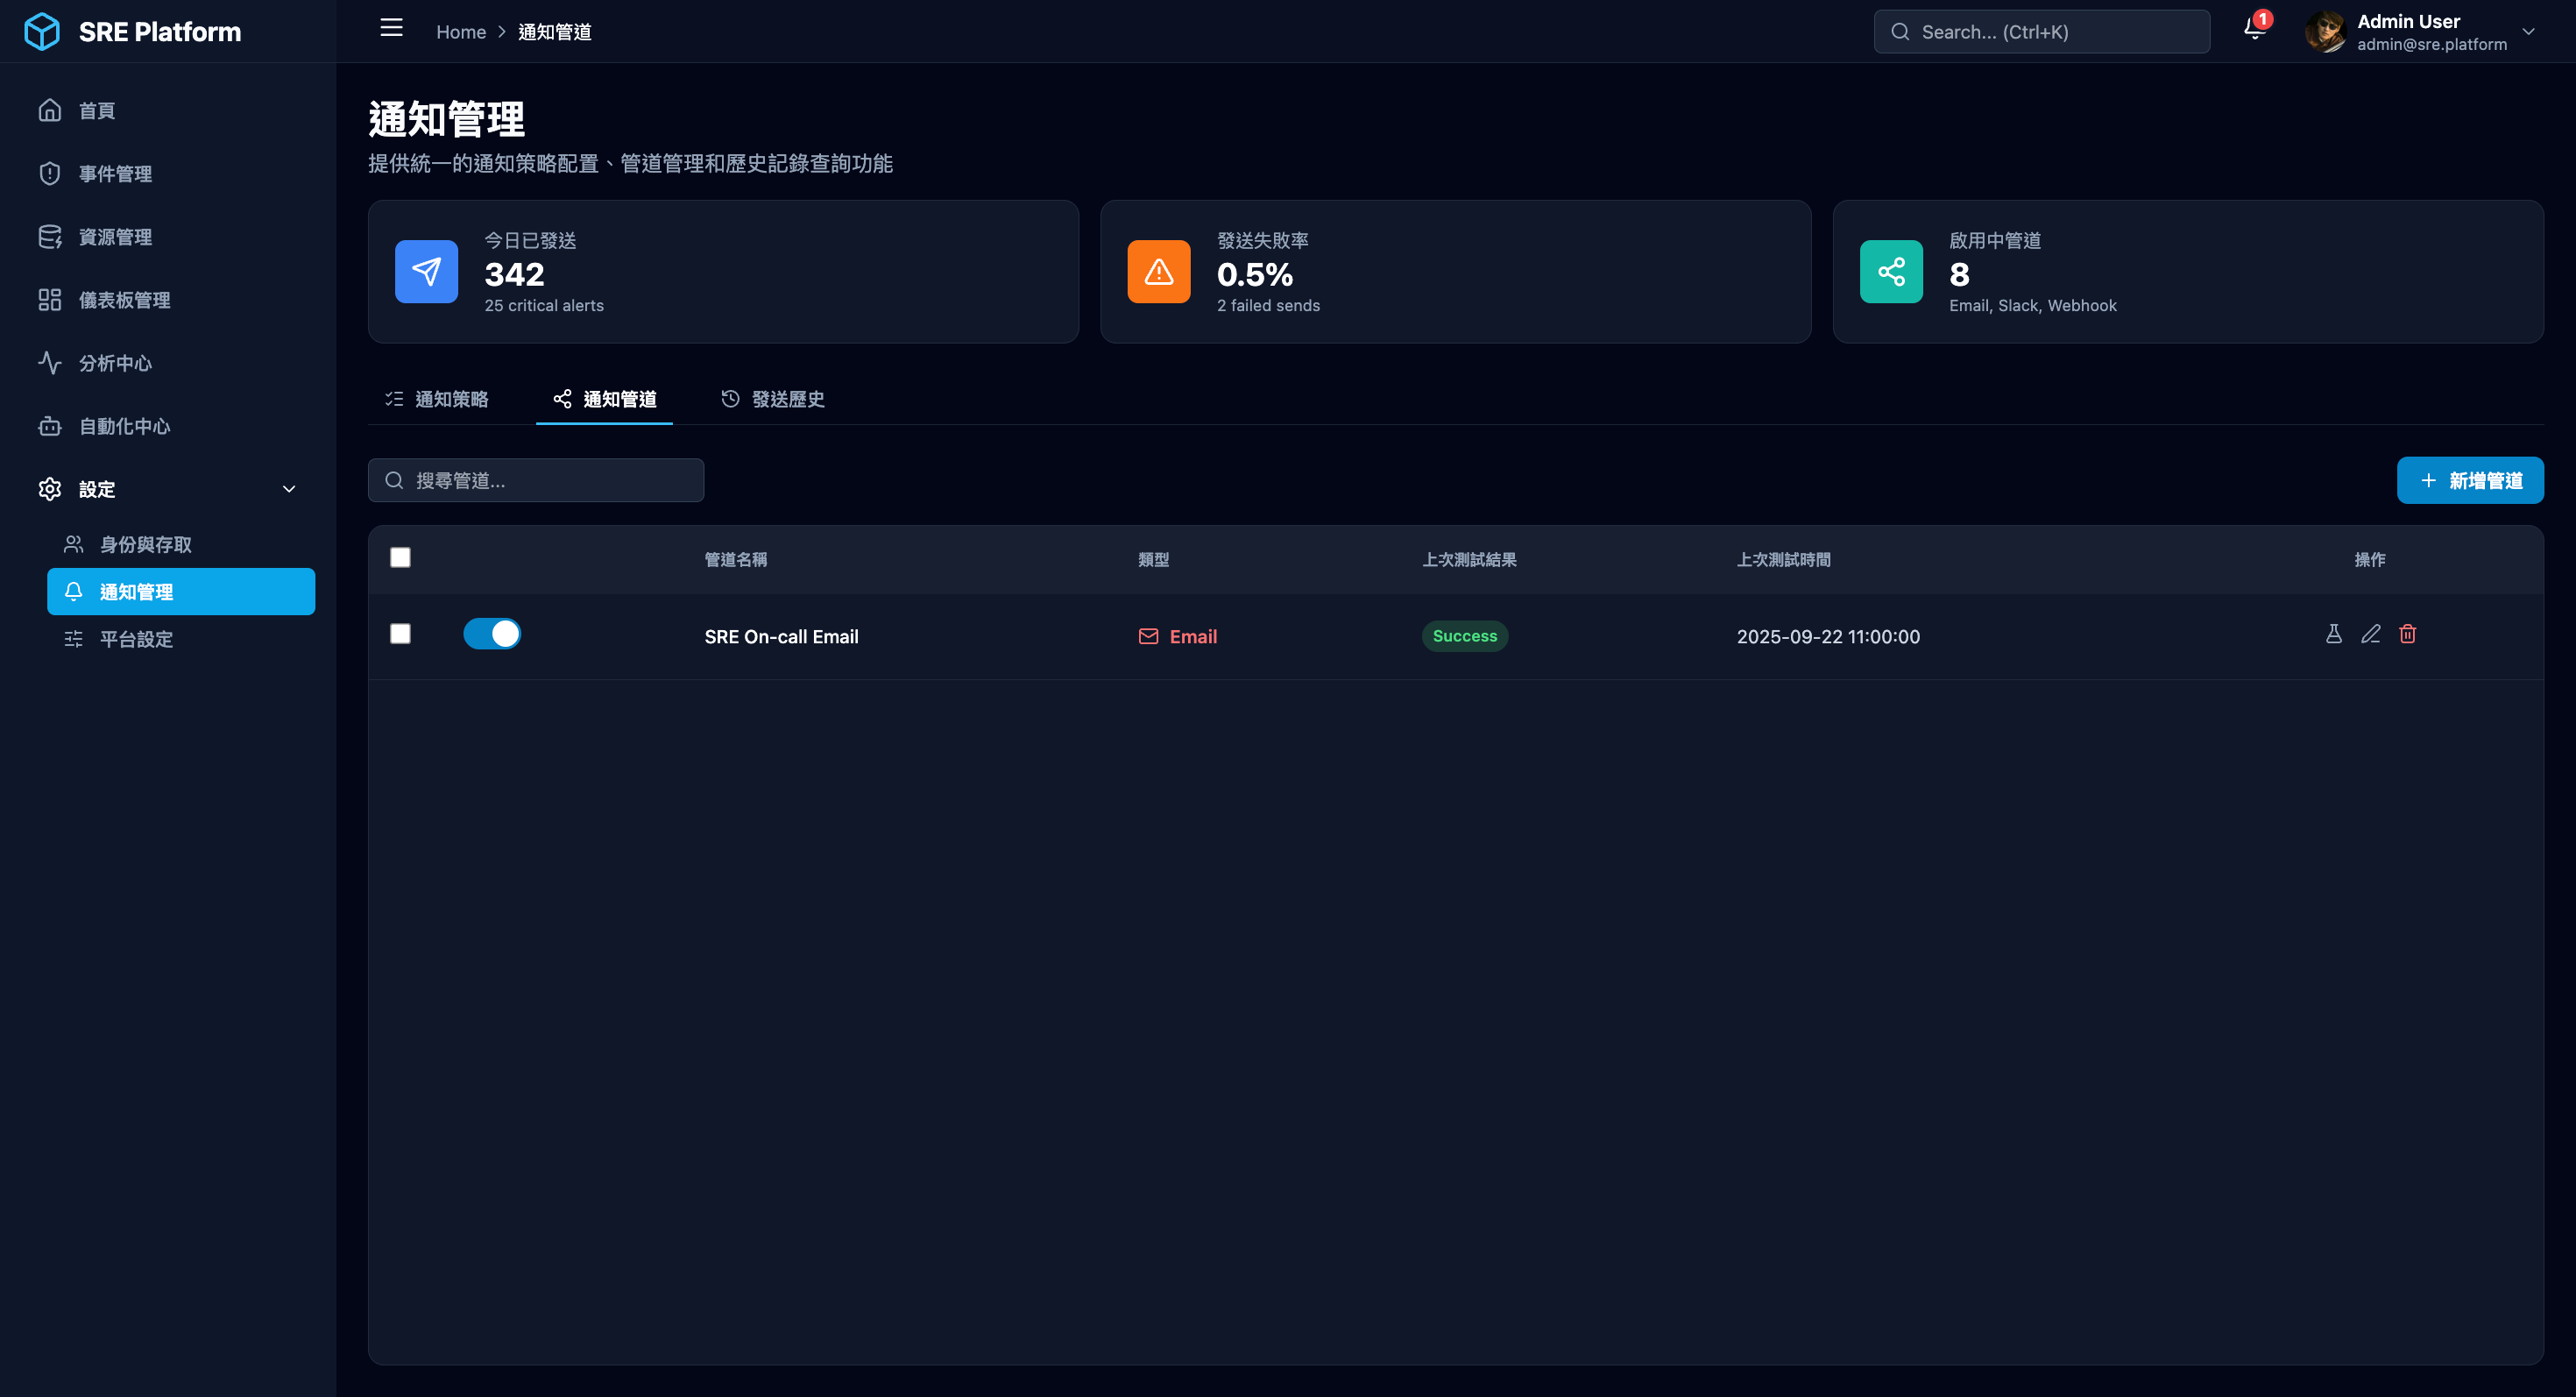 SRE Platform
Home > 通知管道
Search... (Ctrl+K)
1
Admin User
admin@sre.platform
首頁
事件管理
資源管理
儀表板管理
分析中心
自動化中心
設定
身份與存取
通知管理
平台設定
通知管理
提供統一的通知策略配置、管道管理和歷史記錄查詢功能
今日已發送
342
25 critical alerts
發送失敗率
0.5%
2 failed sends
啟用中管道
8
Email, Slack, Webhook
通知策略
通知管道
發送歷史
搜尋管道...
新增管道
管道名稱 類型 上次測試結果 上次測試時間 操作
SRE On-call Email Email Success 2025-09-22 11:00:00